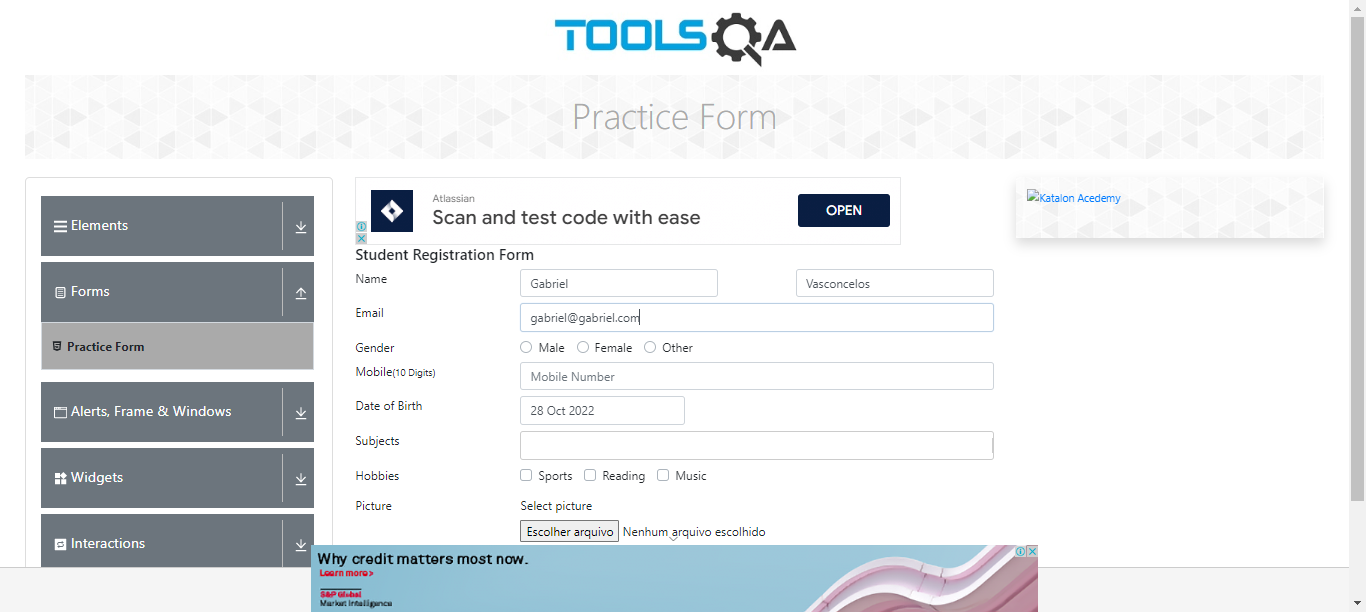 TOOLSQA
Practice Form
Elements
Forms
Practice Form
Alerts, Frame & Windows
Widgets
Interactions
Atlassian
Scan and test code with ease
OPEN
Student Registration Form
Name Gabriel Vasconcelos
Email gabriel@gabriel.com
Gender Male Female Other
Mobile(10 Digits) Mobile Number
Date of Birth 28 Oct 2022
Subjects
Hobbies Sports Reading Music
Picture Select picture
Escolher arquivo Nenhum arquivo escolhido
Katalon Acedemy
Why credit matters most now.
Learn more >
S&P Global
Market Intelligence